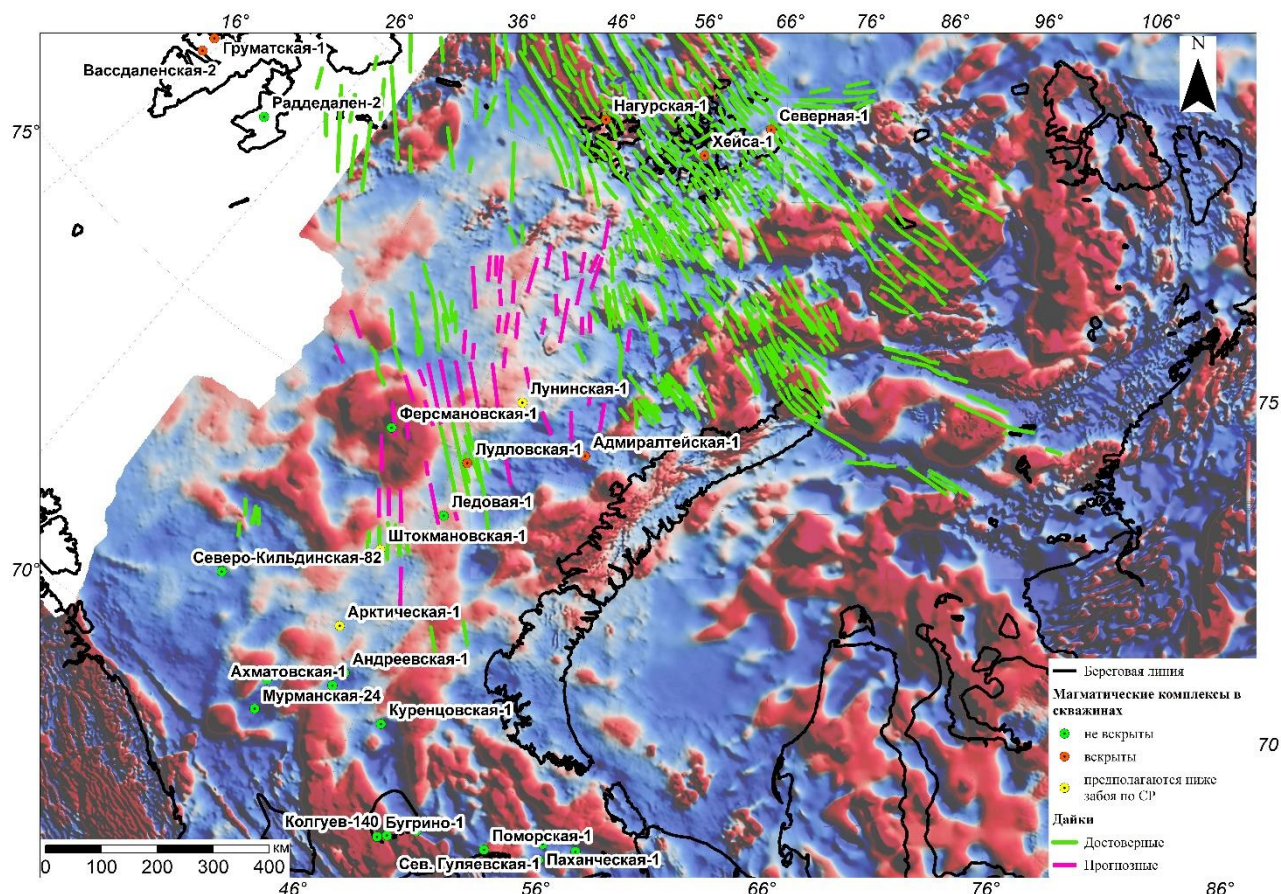 16° 26° 36° 46° 56° 66° 76° 86° 96° 106°
Груматская-1
Вассдаленская-2
N
Раддедален-2
75°
Нагурская-1
Северная-1
Хейса-1
Лунинская-1
75
Ферсмановская-1
Лудловская-1
Адмиралтейская-1
Ледовая-1
Штокмановская-1
Северо-Кильдинская-82
70°
Арктическая-1
Андреевская-1
Ахматовская-1
Мурманская-24
Куренцовская-1
70
Колгуев-140
Бугрино-1
Поморская-1
Сев. Гуляевская-1
Паханческая-1
км
0 100 200 300 400
46° 56° 66° 76° 86°
Береговая линия
Магматические комплексы в
скважинах
не вскрыты
вскрыты
предполагаются ниже
забоя по СР
Дайки
Достоверные
Прогнозные